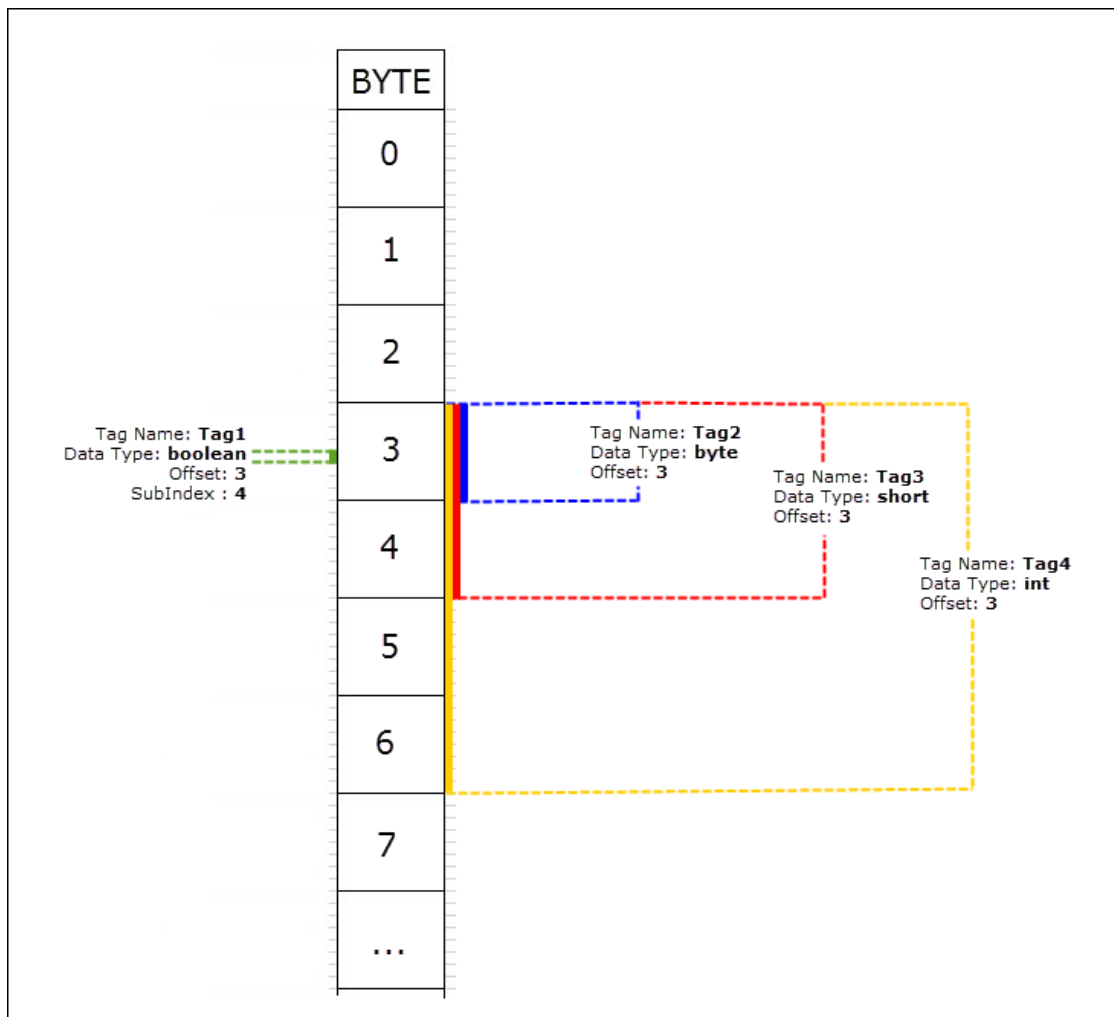 BYTE
0
1
2
3
4
5
6
7
...
Tag Name: Tag1
Data Type: boolean
Offset: 3
SubIndex : 4
Tag Name: Tag2
Data Type: byte
Offset: 3
Tag Name: Tag3
Data Type: short
Offset: 3
Tag Name: Tag4
Data Type: int
Offset: 3